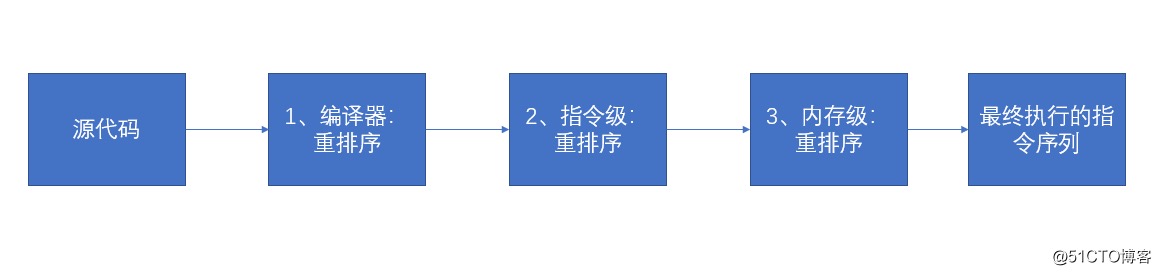 源代码
1、编译器：
重排序
2、指令级：
重排序
3、内存级：
重排序
最终执行的指
令序列
@51CTO博客